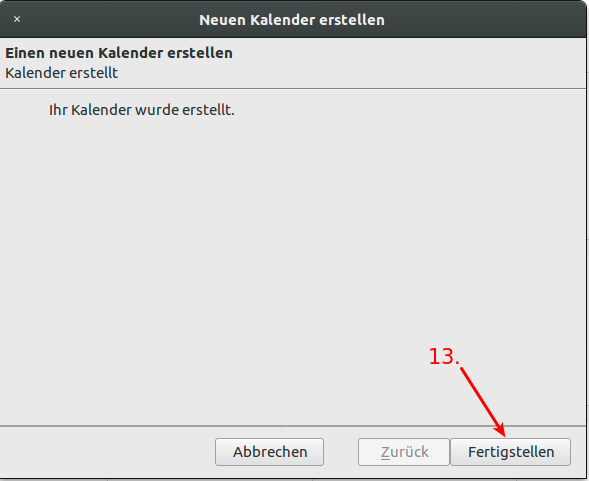 Neuen Kalender erstellen
Einen neuen Kalender erstellen
Kalender erstellt
Ihr Kalender wurde erstellt.
13.
Abbrechen Zurück Fertigstellen